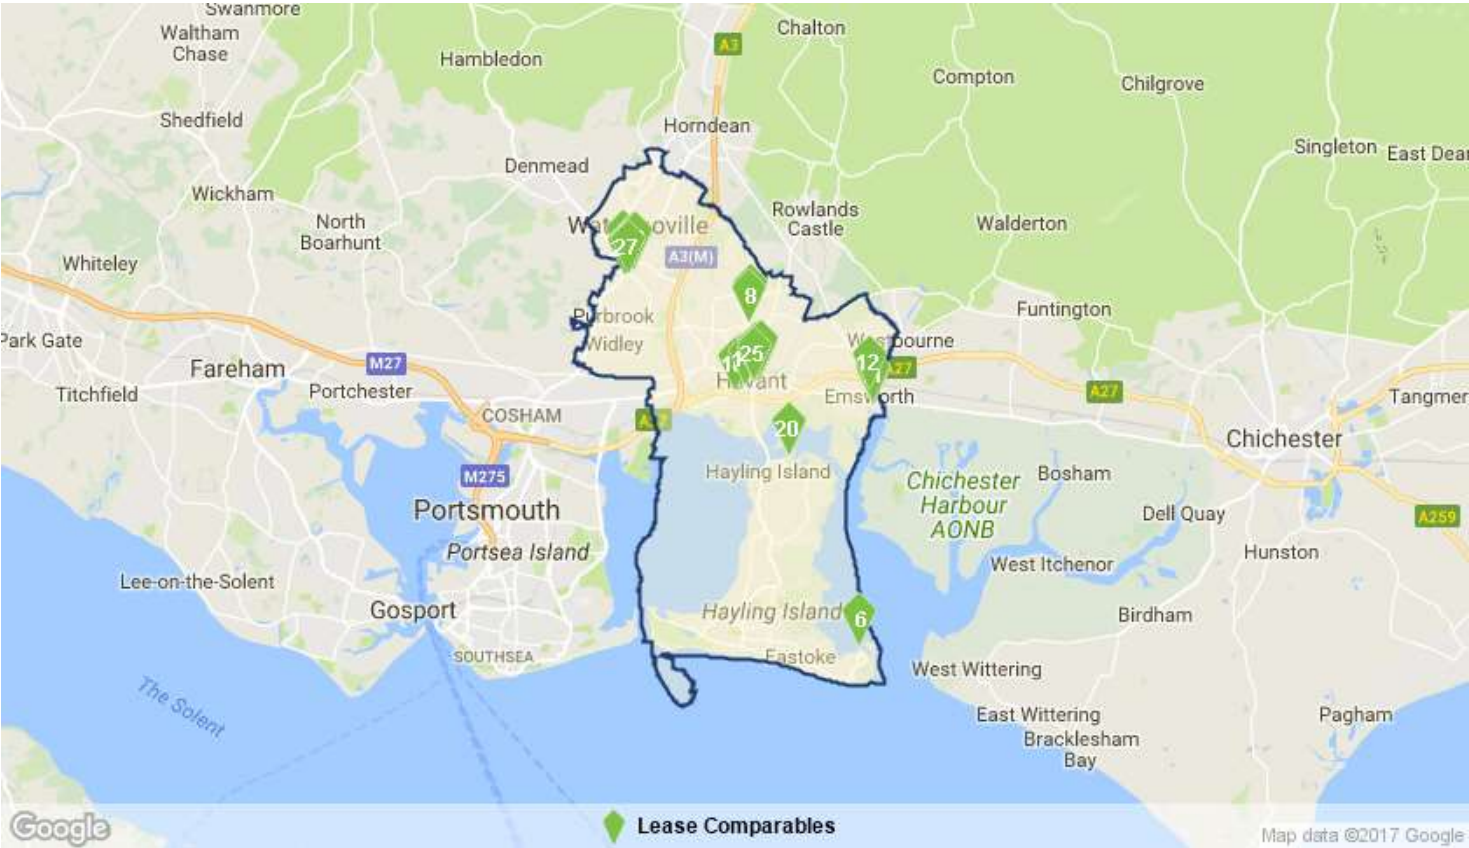 Swanmore
Waltham
Chase
Chalton
A3
Hambledon
Compton
Chilgrove
Shedfield
Horndean
Singleton
Denmead
Wickham
North
Boarhunt
Rowlands
Castle
Walderton
27
A3(M)
Whiteley
8
Funtington
Purbrook
Widley
Park Gate
Fareham
M27
25
12
A27
Titchfield
Portchester
COSHAM
Havant
Emsworth
A27
Tangmer
20
Chichester
M275
Hayling Island
Chichester
Harbour
AONB
Bosham
Portsmouth
Dell Quay
A259
Portsea Island
Hunston
West Itchenor
Lee-on-the-Solent
Gosport
Hayling Island
6
Birdham
SOUTHSEA
Eastoke
West Wittering
The Solent
East Wittering
Bracklesham
Bay
Pagham
Google
Lease Comparables
Map data ©2017 Google